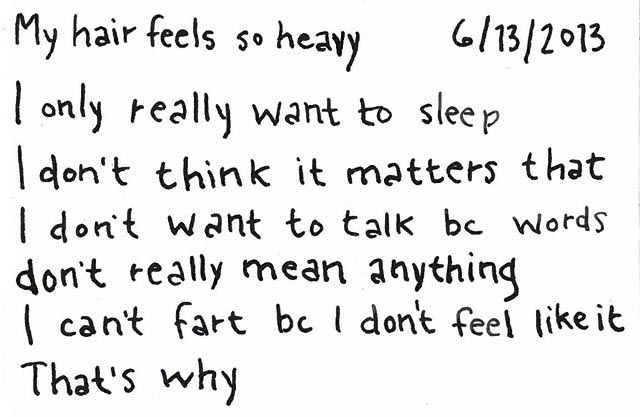 My hair feels so heavy 6/13/2013
I only really want to sleep
I don't think it matters that
I don't want to talk bc words
don't really mean anything
I can't fart bc I don't feel like it
That's why